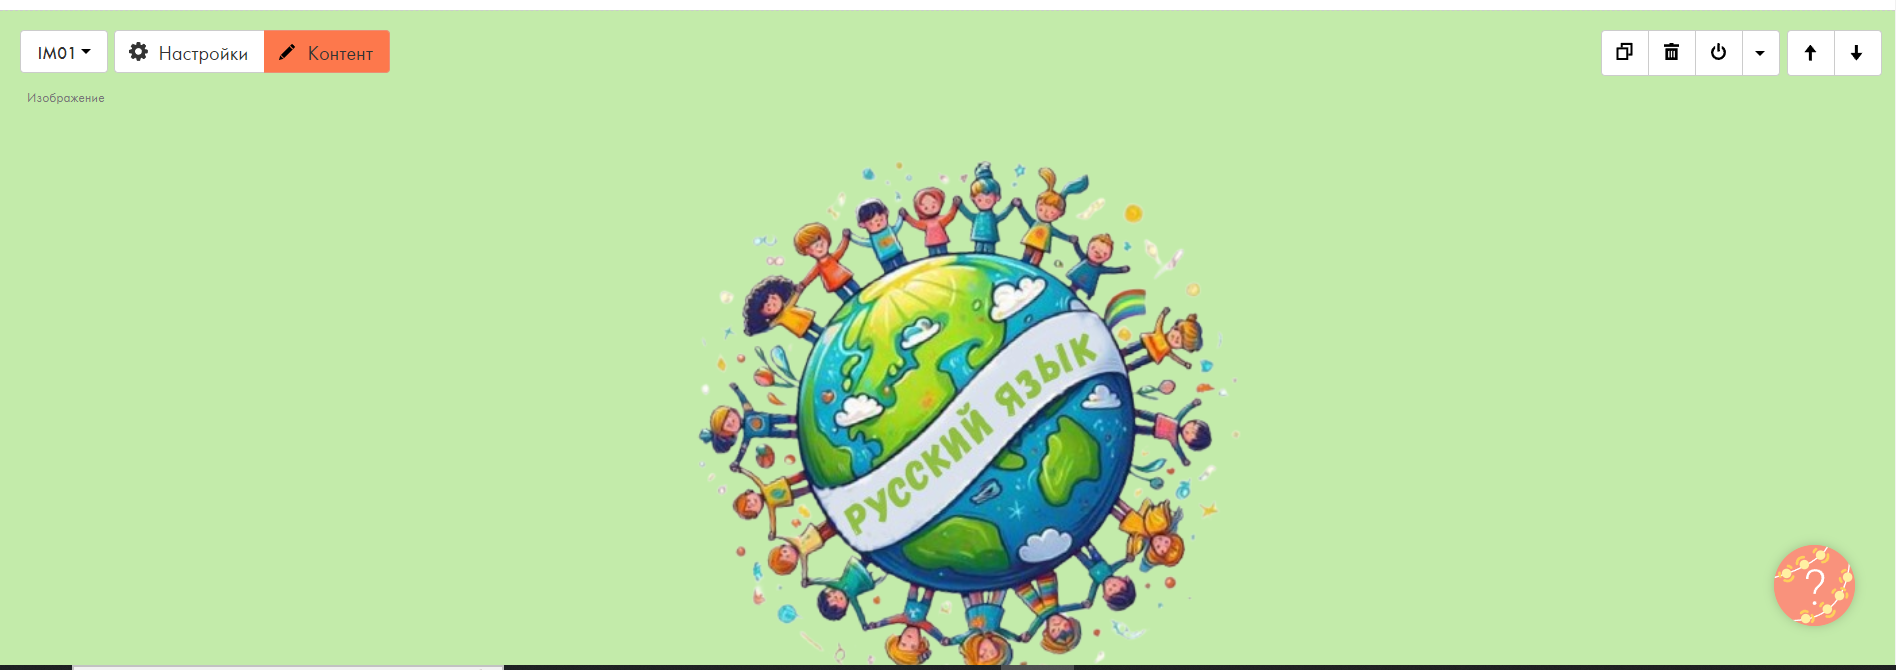 IM01
Настройки
Контент
Изображение
РУССКИЙ ЯЗЫК
?